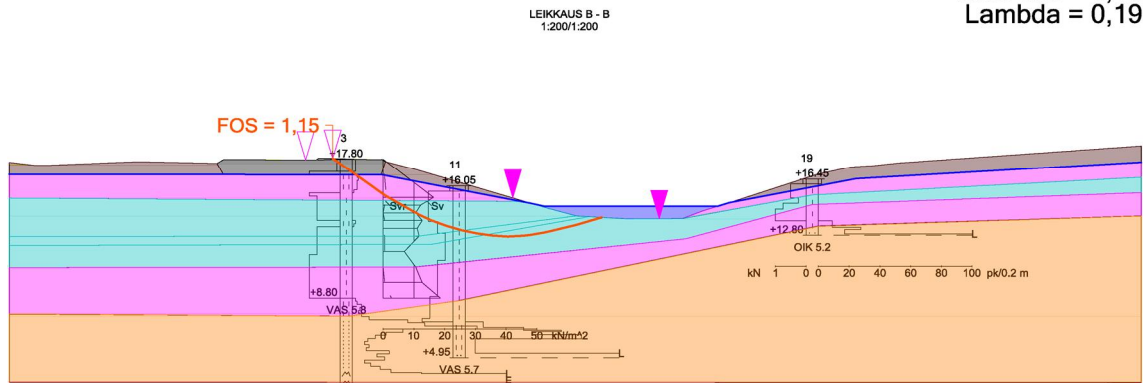 LEIKKAUS B - B
1:200/1:200
Lambda = 0,19
FOS = 1,15
3
+17.80
11
+16.05
19
+16.45
Sv
Sv
+12.80
OIK 5.2
kN 1 0 0 20 40 60 80 100 pk/0.2 m
+8.80
VAS 5.8
0 10 20 30 40 50 kN/m^2
+4.95
L
L
VAS 5.7